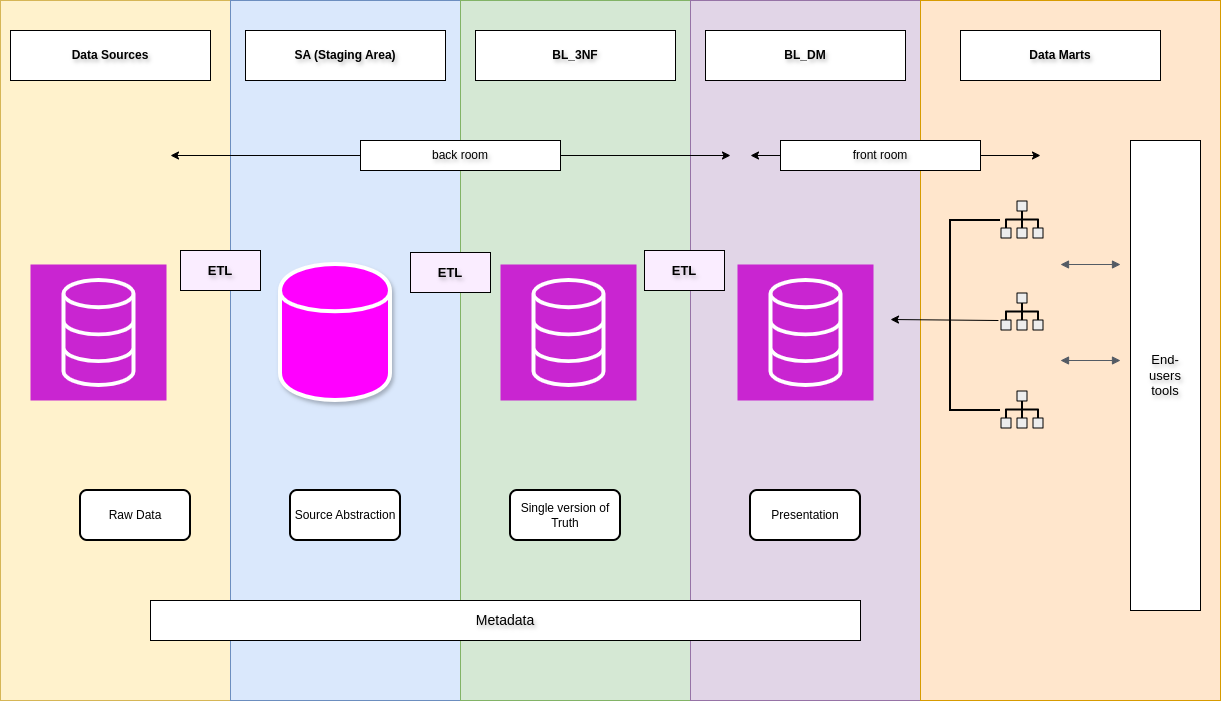 Data Sources
SA (Staging Area)
BL_3NF
BL_DM
Data Marts
back room
front room
ETL
ETL
ETL
End-
users
tools
Raw Data
Source Abstraction
Single version of
Truth
Presentation
Metadata